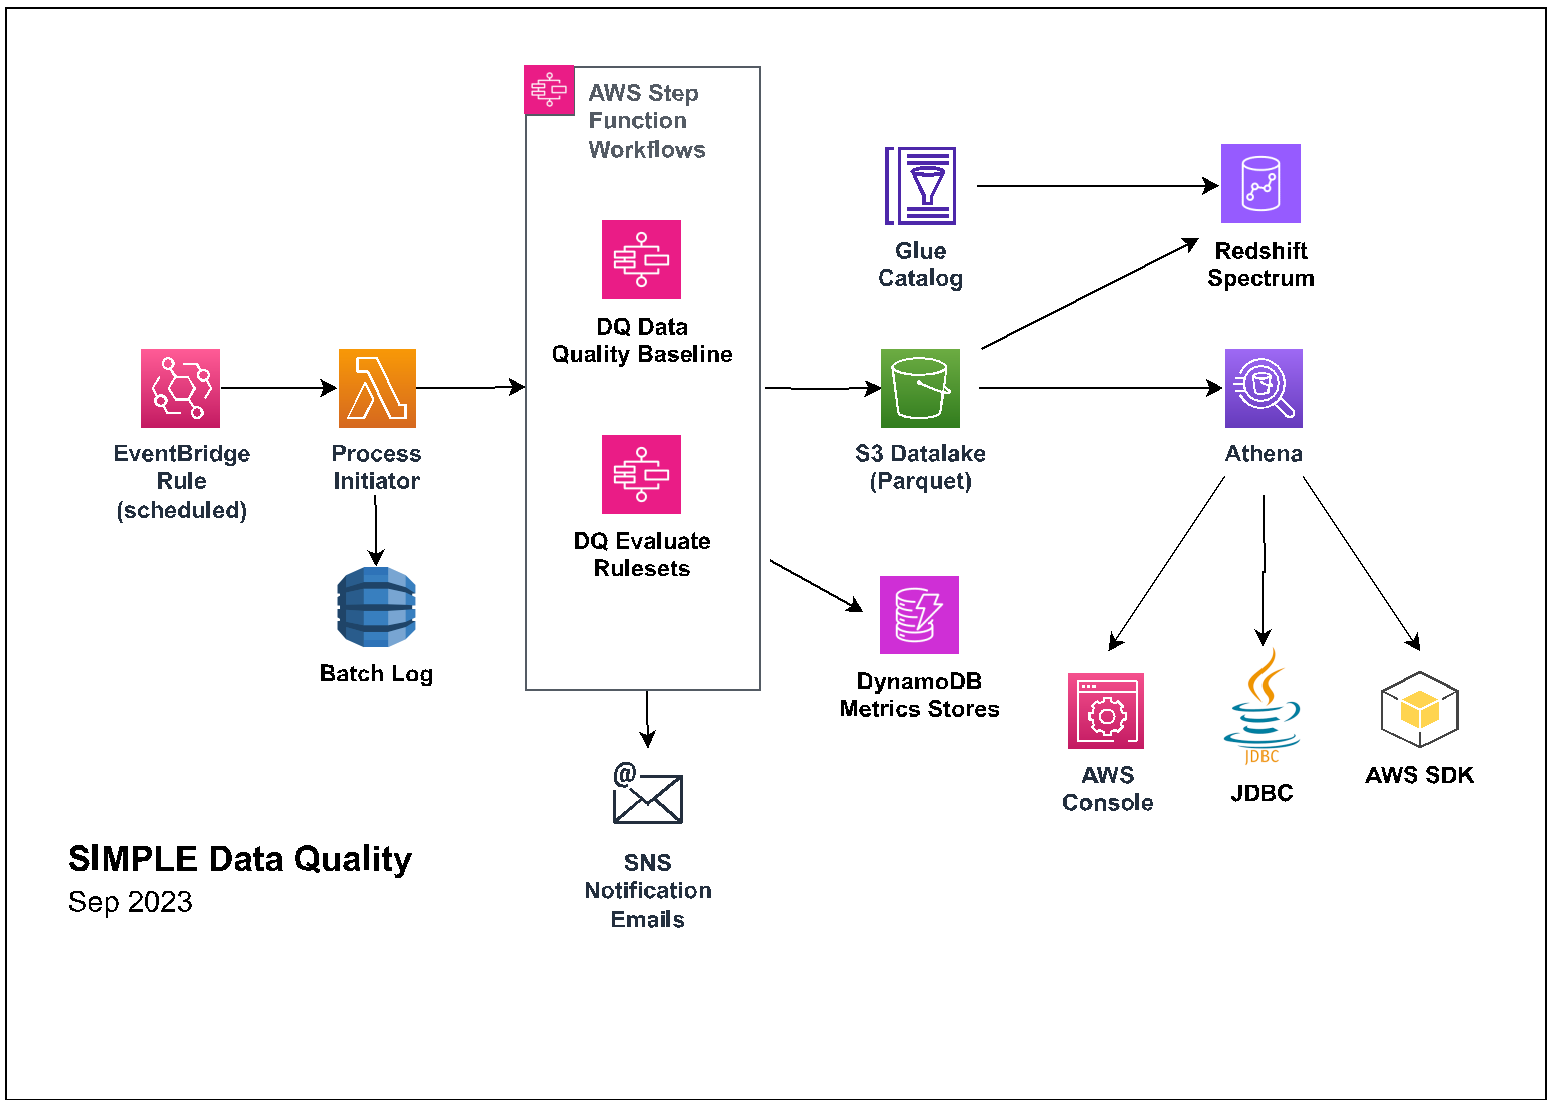 AWS Step
Function
Workflows
DQ Data
Quality Baseline
DQ Evaluate
Rulesets
EventBridge
Rule
(scheduled)
Process
Initiator
Batch Log
Glue
Catalog
Redshift
Spectrum
S3 Datalake
(Parquet)
Athena
DynamoDB
Metrics Stores
@
SNS
Notification
Emails
AWS
Console
JDBC
JDBC
AWS SDK
SIMPLE Data Quality
Sep 2023